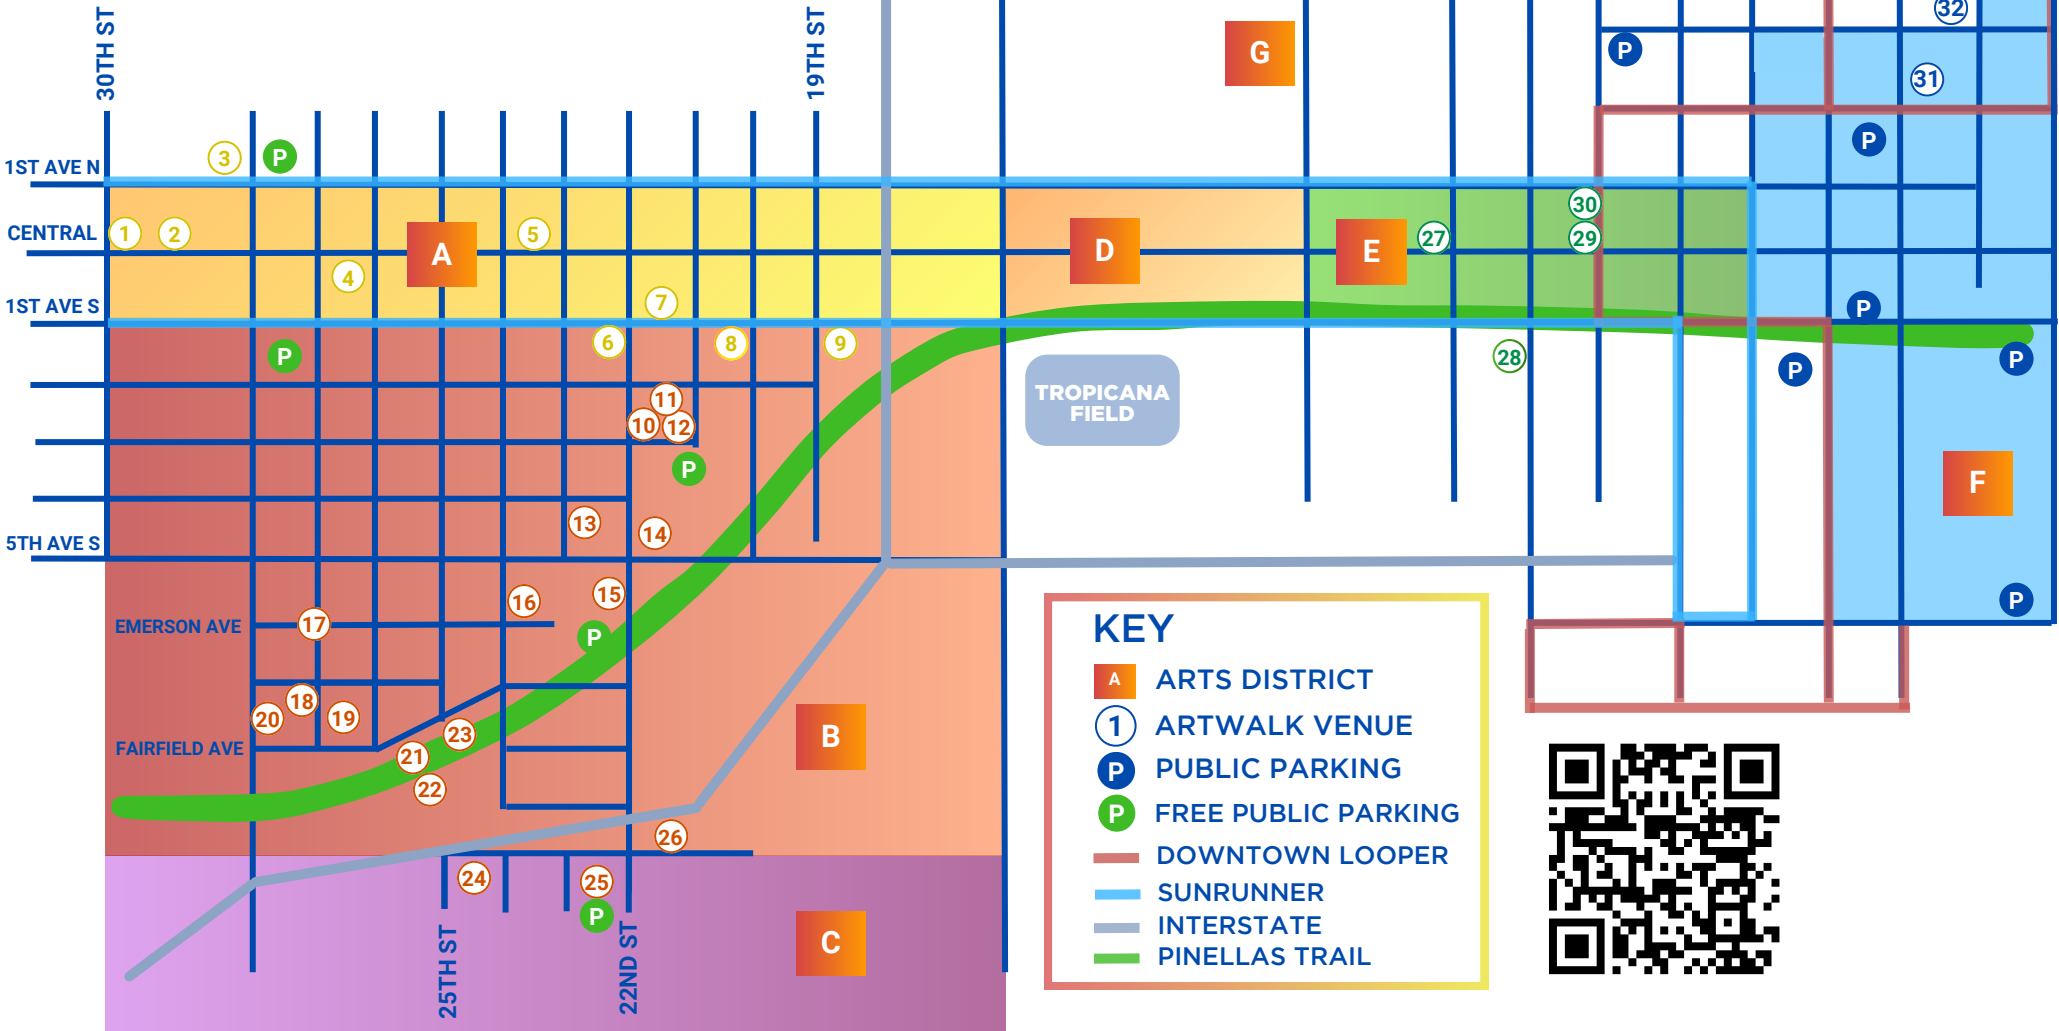 30TH ST
19TH ST
G
P
32
31
P
1ST AVE N
3
P
CENTRAL
1
2
A
5
D
E
27
30
29
4
1ST AVE S
7
P
P
6
8
9
28
P
P
TROPICANA
FIELD
11
10
12
P
F
5TH AVE S
13
14
EMERSON AVE
17
16
15
P
P
20
18
19
FAIRFIELD AVE
21
23
22
B
26
24
25
P
C
25TH ST
22ND ST
KEY
A ARTS DISTRICT
1 ARTWALK VENUE
P PUBLIC PARKING
P FREE PUBLIC PARKING
DOWNTOWN LOOPER
SUNRUNNER
INTERSTATE
PINELLAS TRAIL